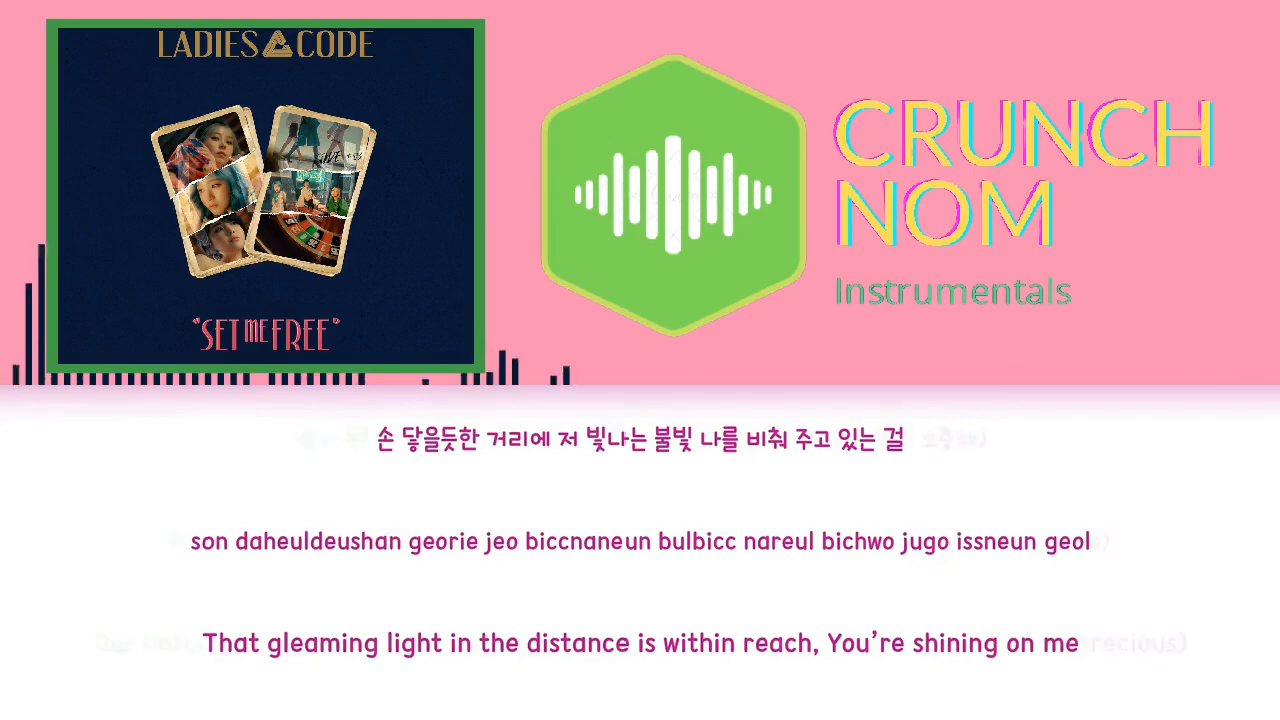 LADIES CODE
"SET ME FREE"
CRUNCH
NOM
Instrumentals
손 닿을듯한 거리에 저 빛나는 불빛 나를 비춰 주고 있는 걸
son daheuldeushan georie jeo biccnaneun bulbicc nareul bichwo jugo issneun geol
That gleaming light in the distance is within reach, You’re shining on me